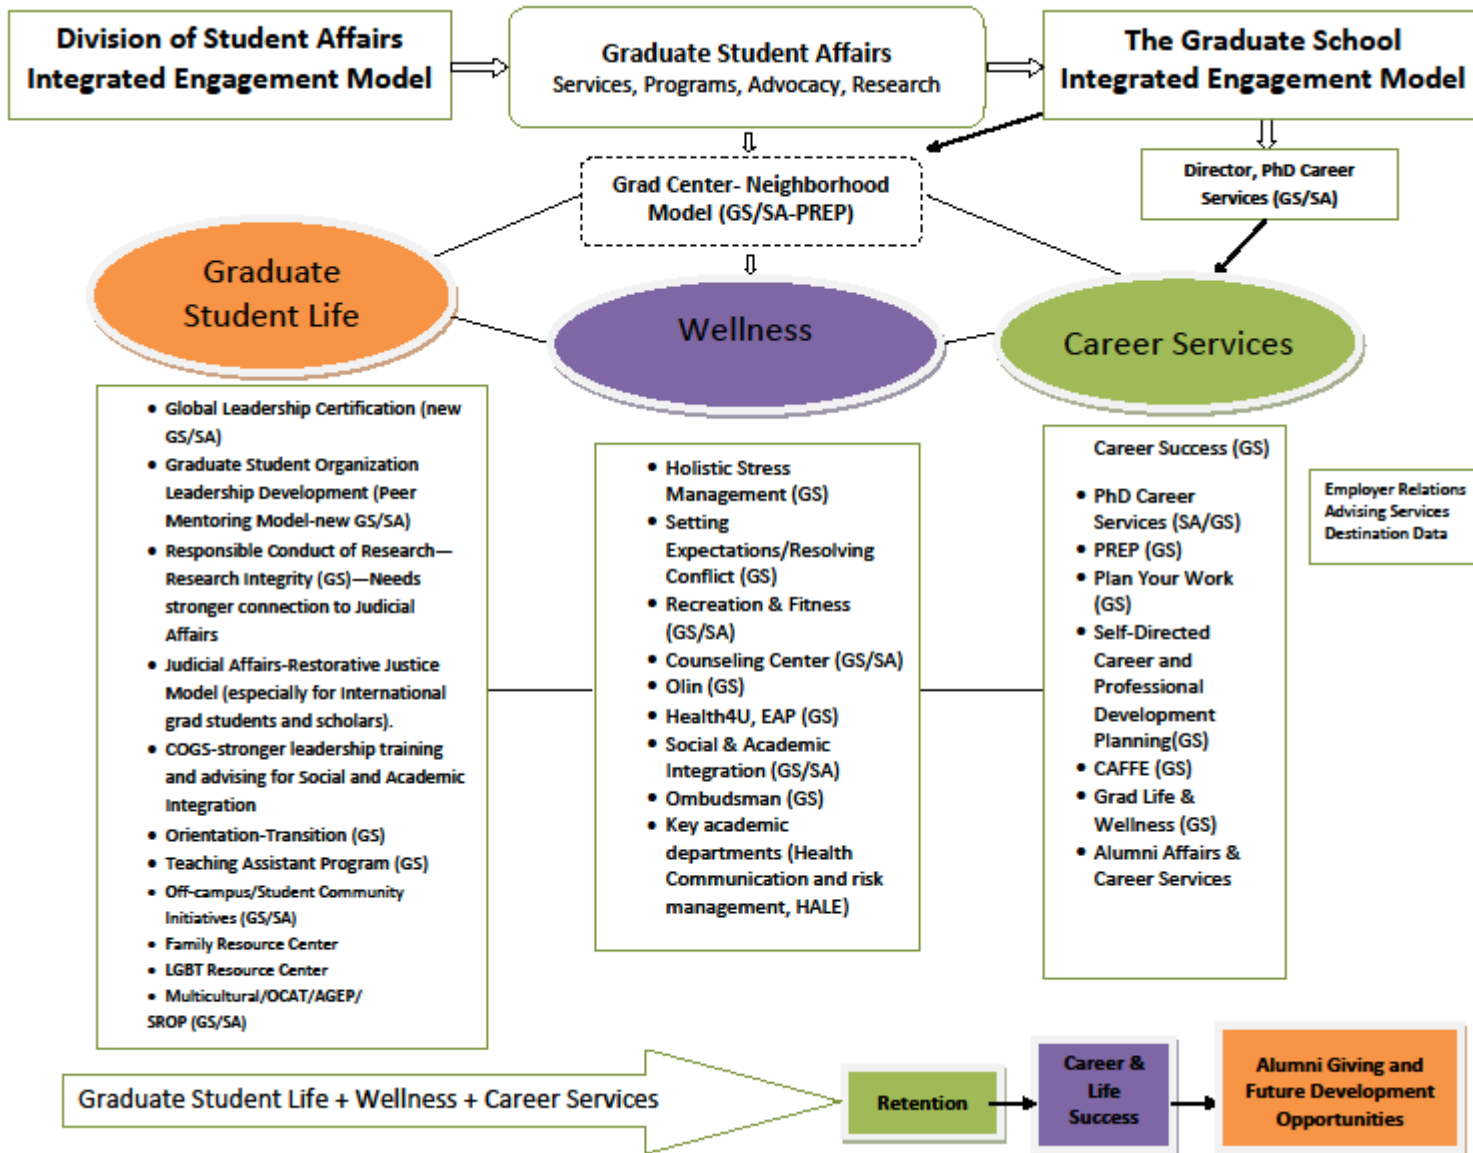 Division of Student Affairs
Integrated Engagement Model
Graduate Student Affairs
Services, Programs, Advocacy, Research
The Graduate School
Integrated Engagement Model
Grad Center- Neighborhood
Model (GS/SA-PREP)
Director, PhD Career
Services (GS/SA)
Graduate
Student Life
Wellness
Career Services
• Global Leadership Certification (new
GS/SA)
• Graduate Student Organization
Leadership Development (Peer
Mentoring Model-new GS/SA)
• Responsible Conduct of Research—
Research Integrity (GS)—Needs
stronger connection to Judicial
Affairs
• Judicial Affairs-Restorative Justice
Model (especially for International
grad students and scholars).
• COGS-stronger leadership training
and advising for Social and Academic
Integration
• Orientation-Transition (GS)
• Teaching Assistant Program (GS)
• Off-campus/Student Community
Initiatives (GS/SA)
• Family Resource Center
• LGBT Resource Center
• Multicultural/OCAT/AGEP/
SROP (GS/SA)
• Holistic Stress
Management (GS)
• Setting
Expectations/Resolving
Conflict (GS)
• Recreation & Fitness
(GS/SA)
• Counseling Center (GS/SA)
• Olin (GS)
• Health4U, EAP (GS)
• Social & Academic
Integration (GS/SA)
• Ombudsman (GS)
• Key academic
departments (Health
Communication and risk
management, HALE)
Career Success (GS)
• PhD Career
Services (SA/GS)
• PREP (GS)
• Plan Your Work
(GS)
• Self-Directed
Career and
Professional
Development
Planning(GS)
• CAFFE (GS)
• Grad Life &
Wellness (GS)
• Alumni Affairs &
Career Services
Employer Relations
Advising Services
Destination Data
Graduate Student Life + Wellness + Career Services
Retention
Career &
Life
Success
Alumni Giving and
Future Development
Opportunities